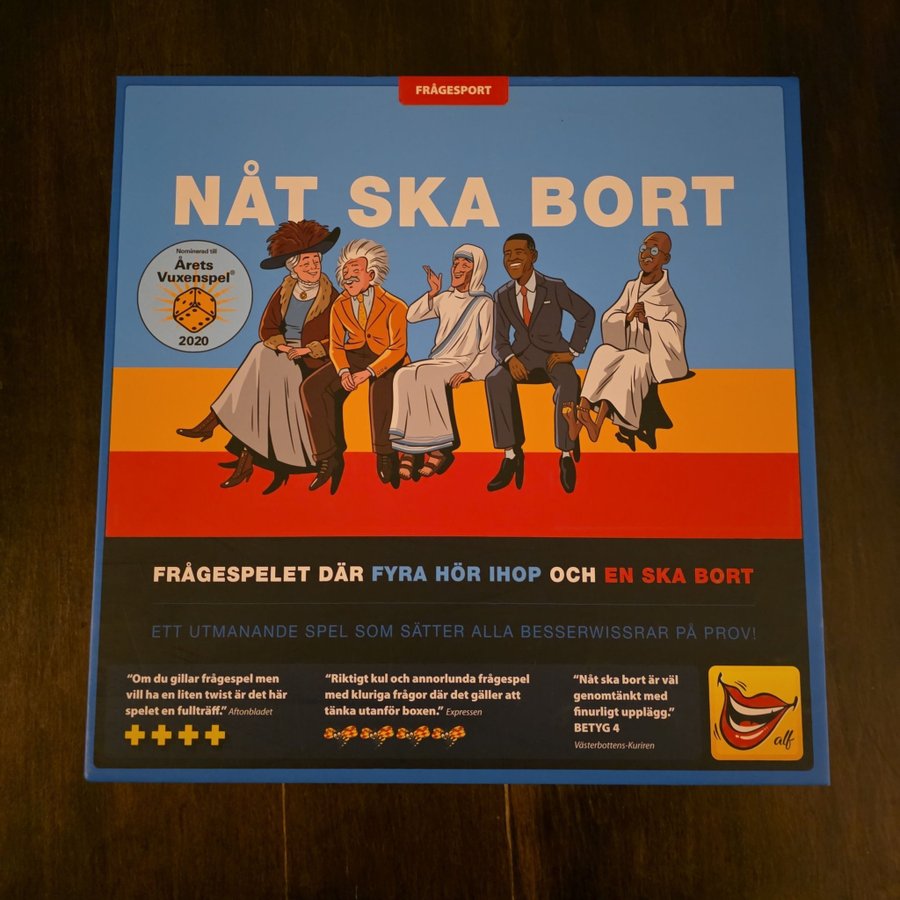 FRÅGESPORT
NÅT SKA BORT
Nominerad till
Årets
Vuxenspel®
2020
FRÅGESPELET DÄR FYRA HÖR IHOP OCH EN SKA BORT
ETT UTMANANDE SPEL SOM SÄTTER ALLA BESSERWISSRAR PÅ PROV!
”Om du gillar frågespel men
vill ha en liten twist är det här
spelet en fullträff.” Aftonbladet
”Riktigt kul och annorlunda frågespel
med kluriga frågor där det gäller att
tänka utanför boxen.” Expressen
”Nåt ska bort är väl
genomtänkt med
finurligt upplägg.”
BETYG 4
Västerbottens-Kuriren
alf